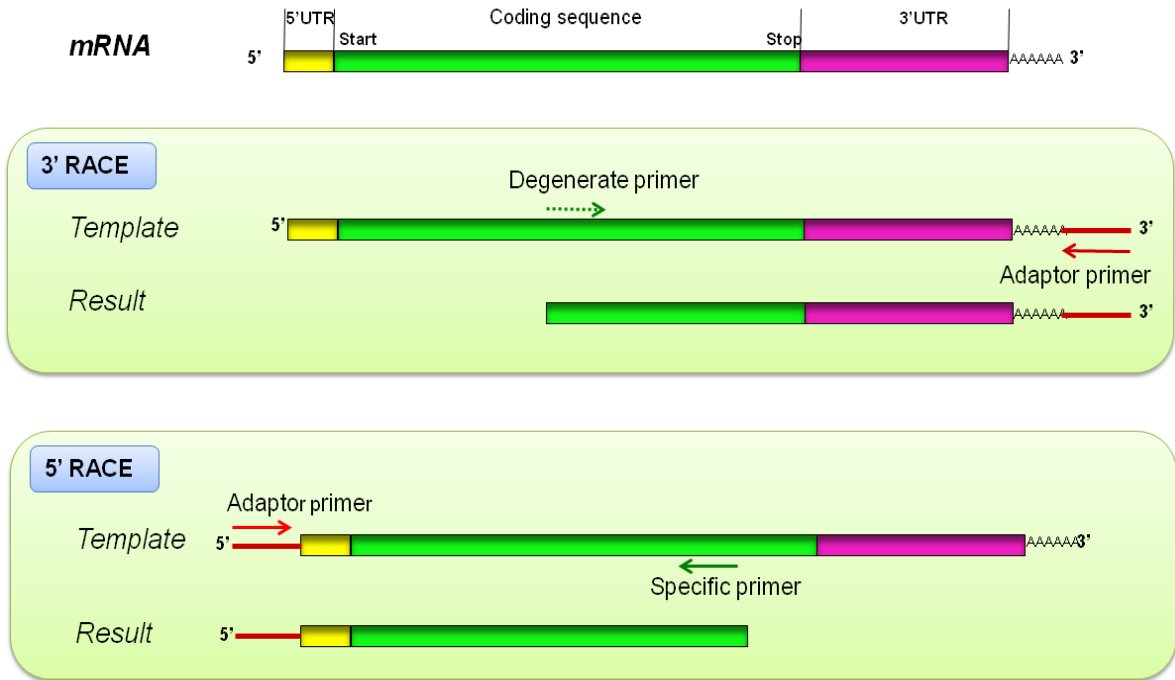 5'UTR Coding sequence 3'UTR
mRNA 5' Start Stop AAAAAA 3'
3' RACE
Degenerate primer
Template 5' AAAAAA 3'
Adaptor primer
Result AAAAAA 3'
5' RACE
Adaptor primer
Template 5' AAAAAA 3'
Specific primer
Result 5'